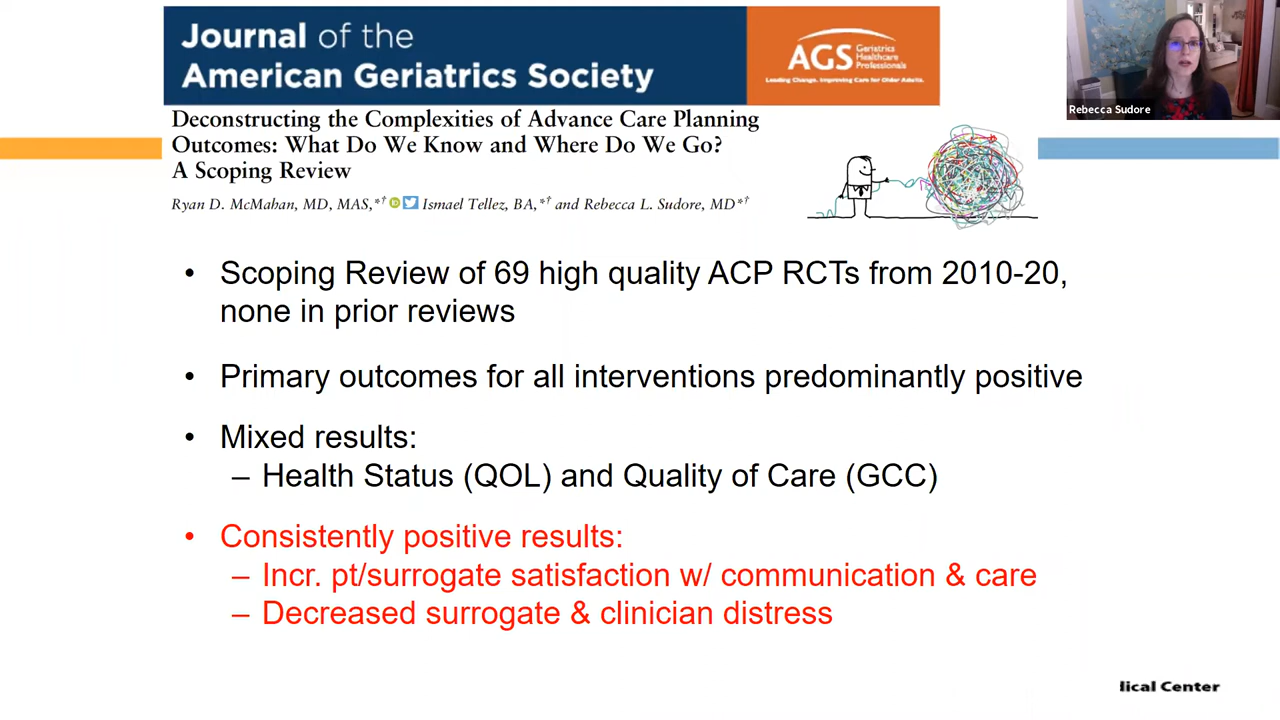 Journal of the
American Geriatrics Society
AGS Geriatrics
Healthcare
Professionals
Leading Change. Improving Care for Older Adults.
Rebecca Sudore
Deconstructing the Complexities of Advance Care Planning
Outcomes: What Do We Know and Where Do We Go?
A Scoping Review
Ryan D. McMahan, MD, MAS,*† Ismael Tellez, BA,*† and Rebecca L. Sudore, MD*†
• Scoping Review of 69 high quality ACP RCTs from 2010-20,
none in prior reviews
• Primary outcomes for all interventions predominantly positive
• Mixed results:
– Health Status (QOL) and Quality of Care (GCC)
• Consistently positive results:
– Incr. pt/surrogate satisfaction w/ communication & care
– Decreased surrogate & clinician distress
lical Center